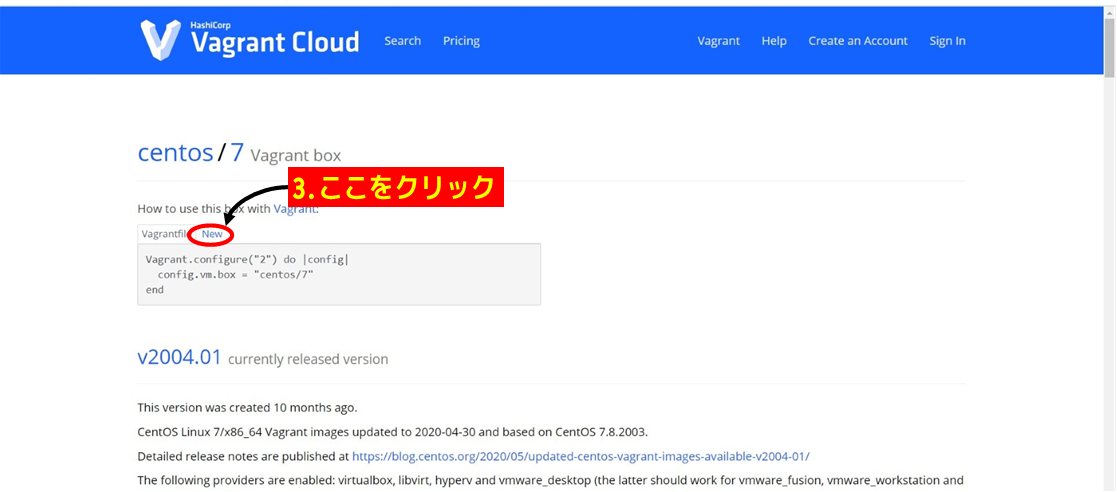 HashiCorp
Vagrant Cloud Search Pricing Vagrant Help Create an Account Sign In
centos / 7 Vagrant box
3.ここをクリック
How to use this box with Vagrant:
Vagrantfil New
Vagrant.configure("2") do |config|
  config.vm.box = "centos/7"
end
v2004.01 currently released version
This version was created 10 months ago.
CentOS Linux 7/x86_64 Vagrant images updated to 2020-04-30 and based on CentOS 7.8.2003.
Detailed release notes are published at https://blog.centos.org/2020/05/updated-centos-vagrant-images-available-v2004-01/
The following providers are enabled: virtualbox, libvirt, hyperv and vmware_desktop (the latter should work for vmware_fusion, vmware_workstation and